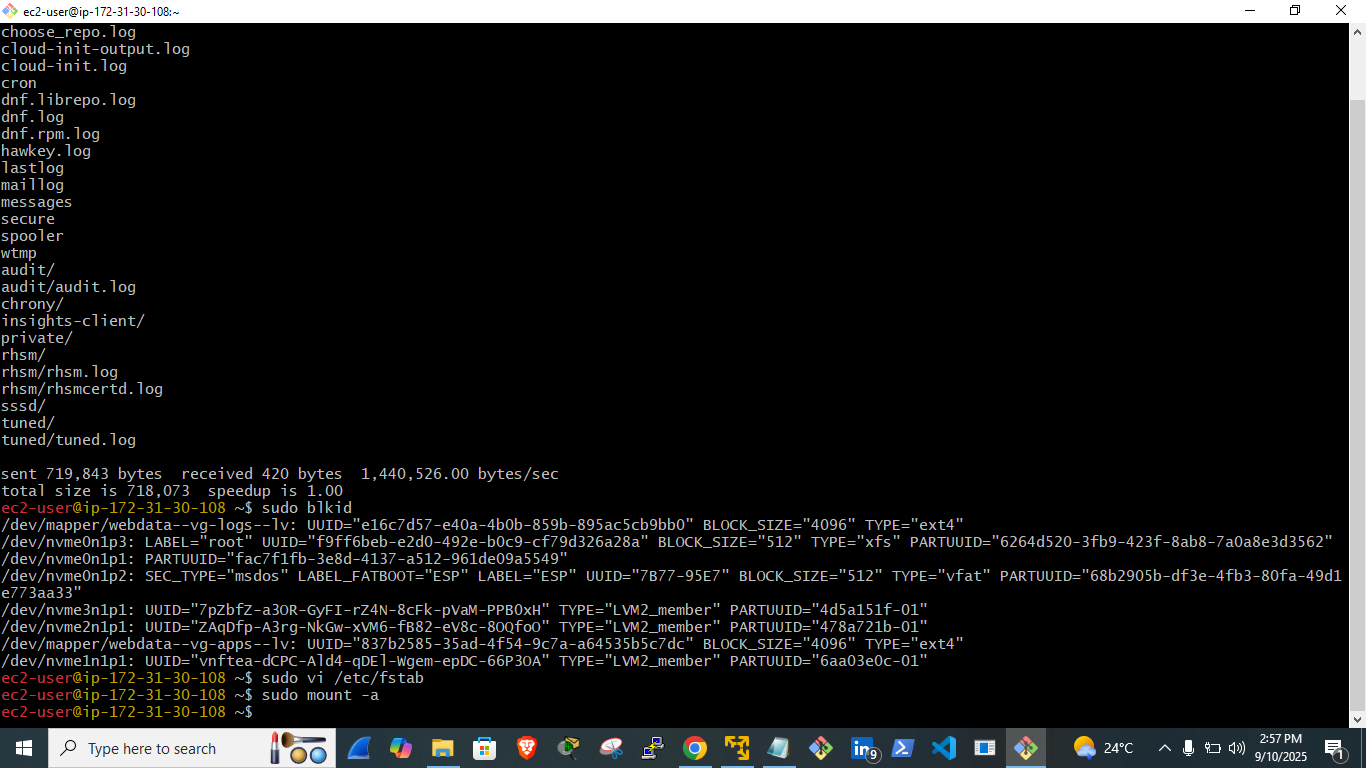 ec2-user@ip-172-31-30-108:~
choose_repo.log
cloud-init-output.log
cloud-init.log
cron
dnf.librepo.log
dnf.log
dnf.rpm.log
hawkey.log
lastlog
maillog
messages
secure
spooler
wtmp
audit/
audit/audit.log
chrony/
insights-client/
private/
rhsm/
rhsm/rhsm.log
rhsm/rhsmcertd.log
sssd/
tuned/
tuned/tuned.log
sent 719,843 bytes  received 420 bytes  1,440,526.00 bytes/sec
total size is 718,073  speedup is 1.00
ec2-user@ip-172-31-30-108 ~$ sudo blkid
/dev/mapper/webdata--vg-logs--lv: UUID="e16c7d57-e40a-4b0b-859b-895ac5cb9bb0" BLOCK_SIZE="4096" TYPE="ext4"
/dev/nvme0n1p3: LABEL="root" UUID="f9ff6beb-e2d0-492e-b0c9-cf79d326a28a" BLOCK_SIZE="512" TYPE="xfs" PARTUUID="6264d520-3fb9-423f-8ab8-7a0a8e3d3562"
/dev/nvme0n1p1: PARTUUID="fac7f1fb-3e8d-4137-a512-961de09a5549"
/dev/nvme0n1p2: SEC_TYPE="msdos" LABEL_FATBOOT="ESP" LABEL="ESP" UUID="7B77-95E7" BLOCK_SIZE="512" TYPE="vfat" PARTUUID="68b2905b-df3e-4fb3-80fa-49d1
e773aa33"
/dev/nvme3n1p1: UUID="7pZbfZ-a3OR-GyFI-rZ4N-8cFk-pVaM-PPBOxH" TYPE="LVM2_member" PARTUUID="4d5a151f-01"
/dev/nvme2n1p1: UUID="ZAqDfp-A3rg-NkGw-xVM6-fB82-eV8c-8OQfoO" TYPE="LVM2_member" PARTUUID="478a721b-01"
/dev/mapper/webdata--vg-apps--lv: UUID="837b2585-35ad-4f54-9c7a-a64535b5c7dc" BLOCK_SIZE="4096" TYPE="ext4"
/dev/nvme1n1p1: UUID="vnftea-dCPC-Ald4-qDEl-Wgem-epDC-66P3OA" TYPE="LVM2_member" PARTUUID="6aa03e0c-01"
ec2-user@ip-172-31-30-108 ~$ sudo vi /etc/fstab
ec2-user@ip-172-31-30-108 ~$ sudo mount -a
ec2-user@ip-172-31-30-108 ~$
Type here to search
9
24°C
2:57 PM
9/10/2025
1